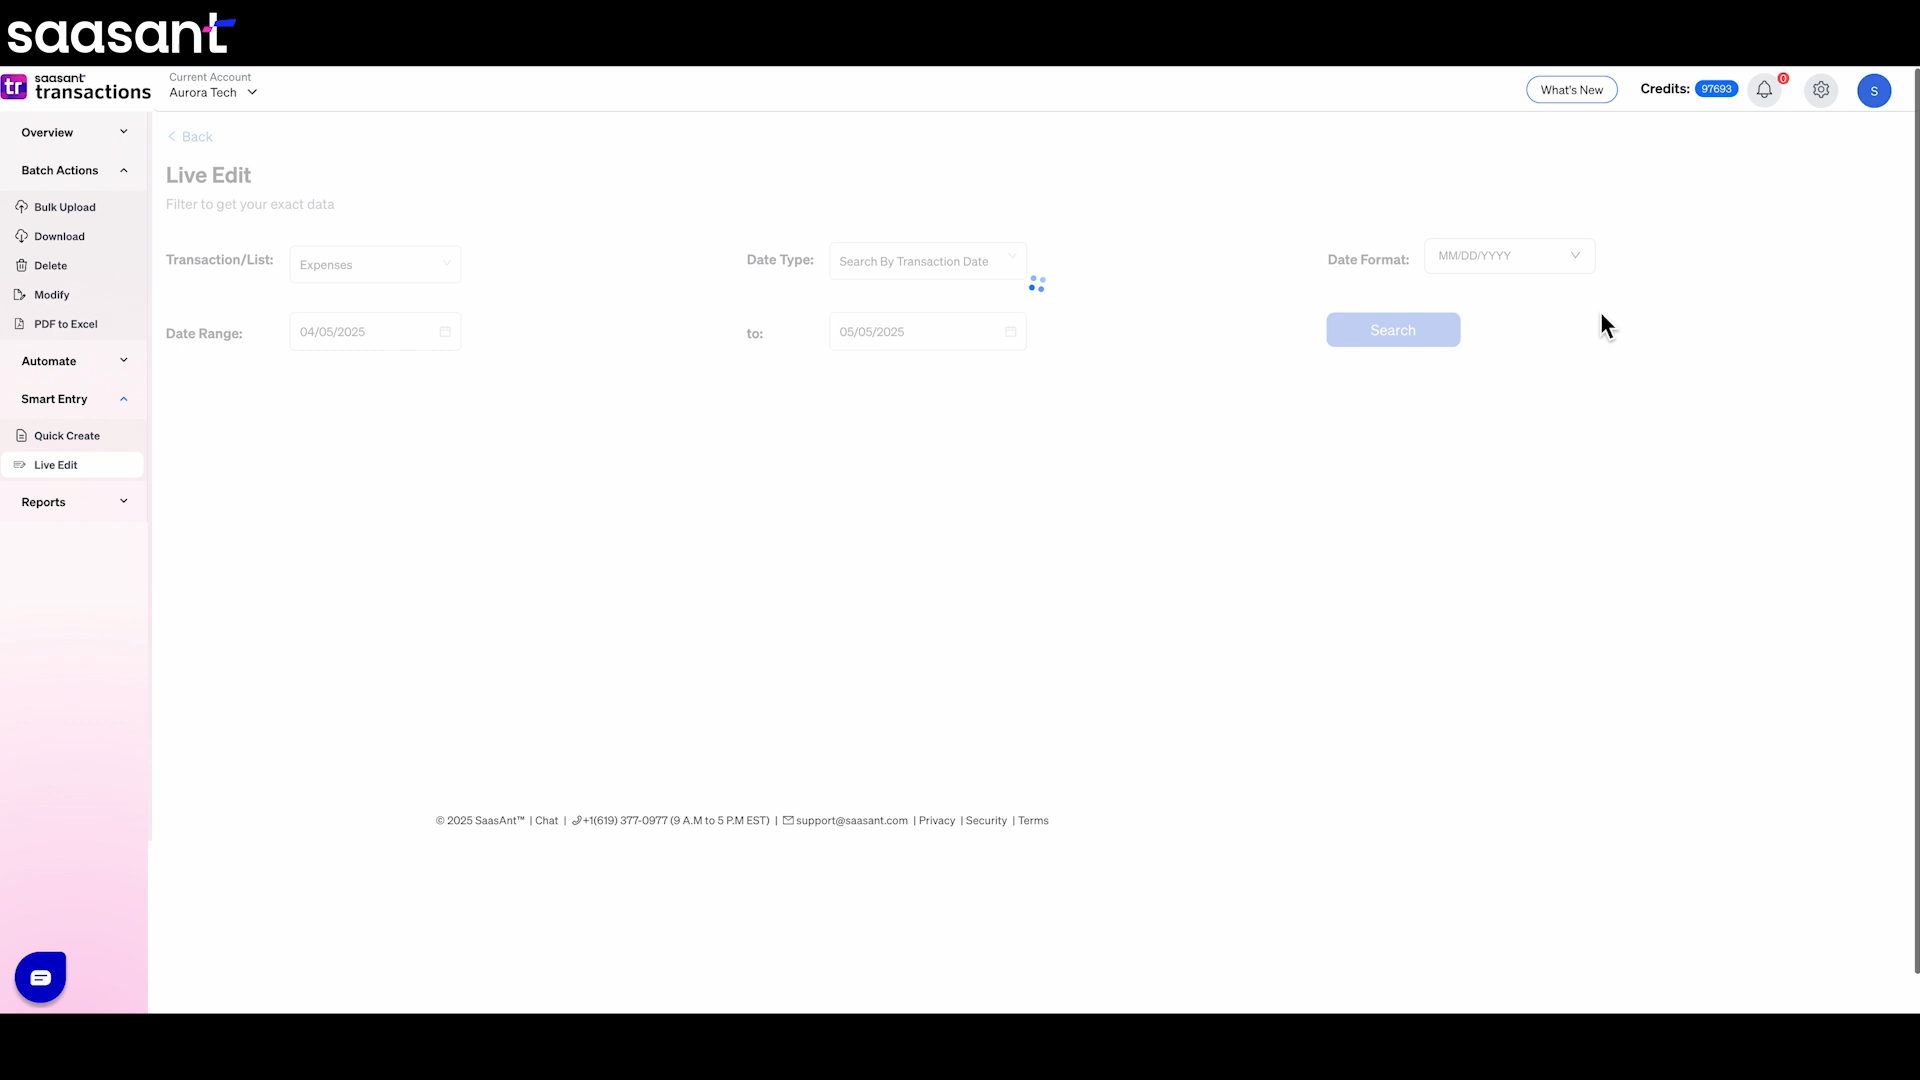 saasant
tr saasant transactions
Current Account
Aurora Tech
What's New
Credits: 97693
0
S
Overview
Batch Actions
Bulk Upload
Download
Delete
Modify
PDF to Excel
Automate
Smart Entry
Quick Create
Live Edit
Reports
Back
Live Edit
Filter to get your exact data
Transaction/List: Expenses
Date Type: Search By Transaction Date
Date Format: MM/DD/YYYY
Date Range: 04/05/2025
to: 05/05/2025
Search
© 2025 SaasAnt™ | Chat | +1(619) 377-0977 (9 A.M to 5 P.M EST) | support@saasant.com | Privacy | Security | Terms